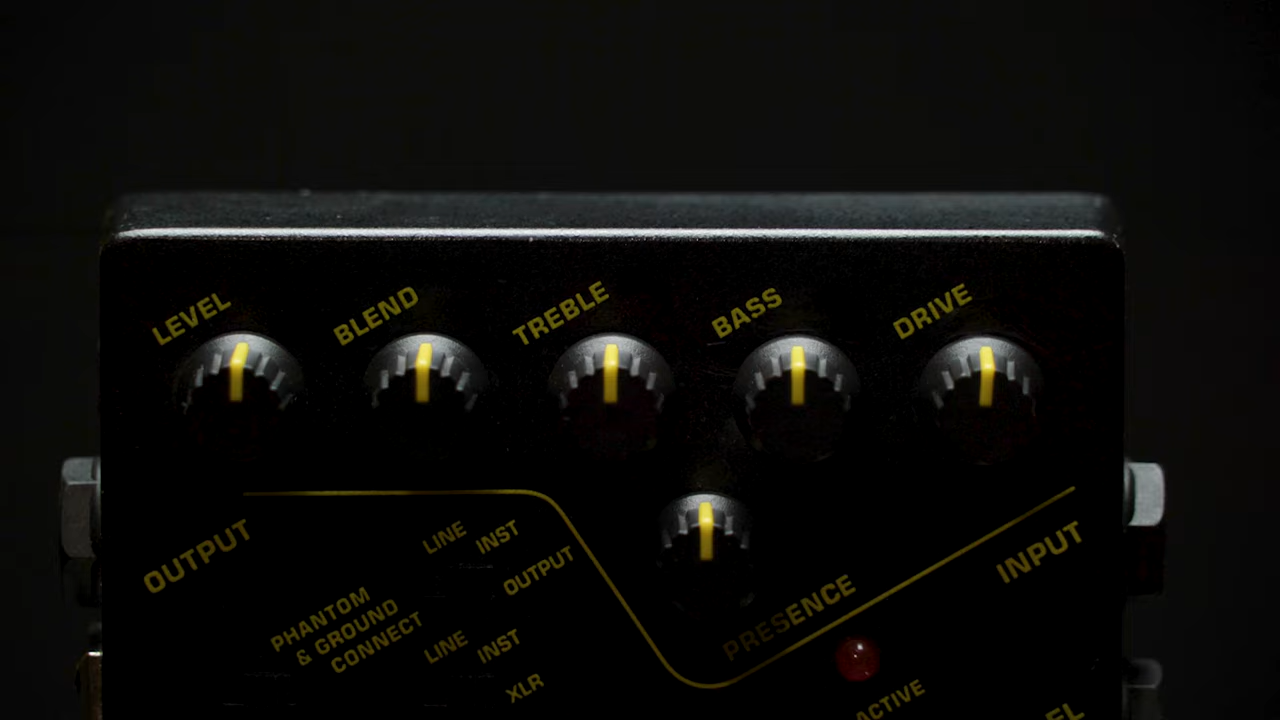 LEVEL
BLEND
TREBLE
BASS
DRIVE
OUTPUT
LINE
INST
OUTPUT
PHANTOM
& GROUND
CONNECT
LINE
INST
XLR
PRESENCE
INPUT
ACTIVE